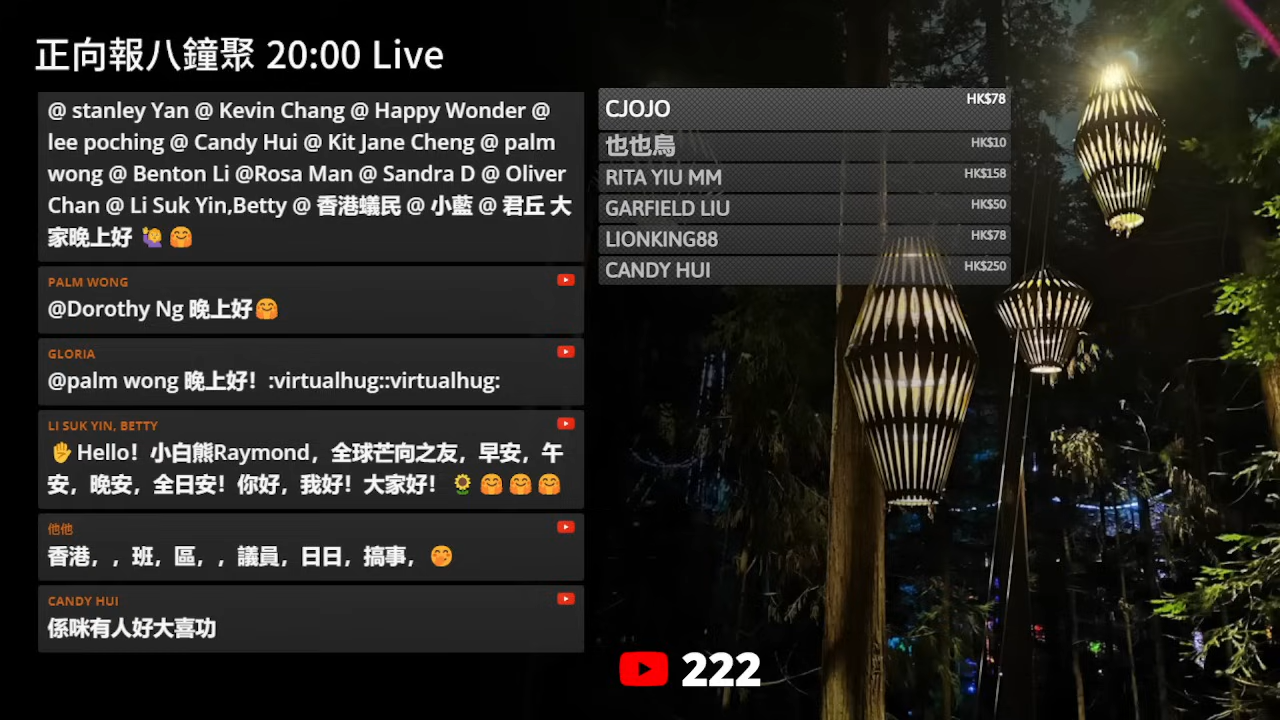 正向報八鐘聚 20:00 Live
@ stanley Yan @ Kevin Chang @ Happy Wonder @
lee poching @ Candy Hui @ Kit Jane Cheng @ palm
wong @ Benton Li @Rosa Man @ Sandra D @ Oliver
Chan @ Li Suk Yin,Betty @ 香港蟻民 @ 小藍 @ 君丘 大
家晚上好 🙋 🤗
PALM WONG
@Dorothy Ng 晚上好🤗
GLORIA
@palm wong 晚上好！:virtualhug::virtualhug:
LI SUK YIN, BETTY
✋Hello！小白熊Raymond，全球芒向之友，早安，午
安，晚安，全日安！你好，我好！大家好！ 🌻 🤗 🤗 🤗
他他
香港，，班，區，，議員，日日，搞事，🤭
CANDY HUI
係咪有人好大喜功
CJOJO HK$78
也也烏 HK$10
RITA YIU MM HK$158
GARFIELD LIU HK$50
LIONKING88 HK$78
CANDY HUI HK$250
222